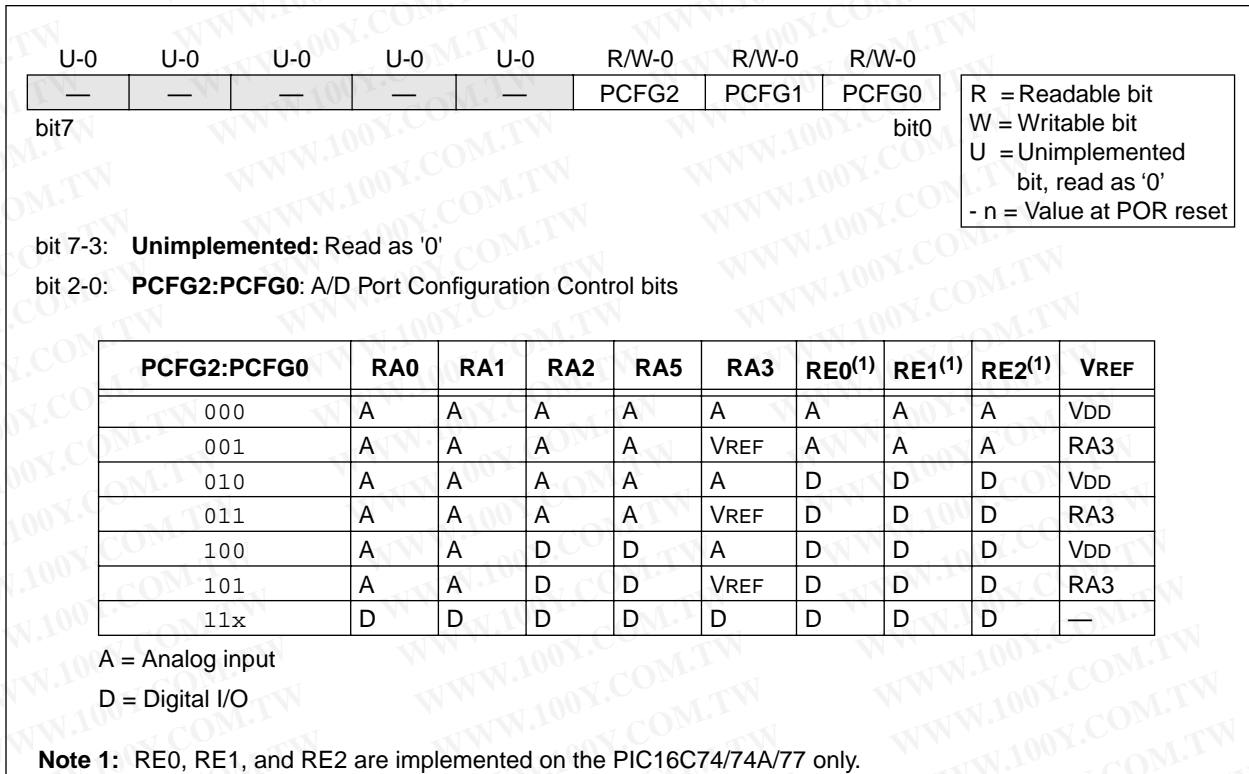 U-0 U-0 U-0 U-0 U-0 R/W-0 R/W-0 R/W-0
— — — — — PCFG2 PCFG1 PCFG0
bit7 bit0
R = Readable bit
W = Writable bit
U = Unimplemented
bit, read as ‘0’
- n = Value at POR reset
bit 7-3: Unimplemented: Read as '0'
bit 2-0: PCFG2:PCFG0: A/D Port Configuration Control bits
PCFG2:PCFG0 RA0 RA1 RA2 RA5 RA3 RE0(1) RE1(1) RE2(1) VREF
000 A A A A A A A A VDD
001 A A A A VREF A A A RA3
010 A A A A A D D D VDD
011 A A A A VREF D D D RA3
100 A A D D A D D D VDD
101 A A D D VREF D D D RA3
11x D D D D D D D D —
A = Analog input
D = Digital I/O
Note 1: RE0, RE1, and RE2 are implemented on the PIC16C74/74A/77 only.
WWW.100Y.COM.TW